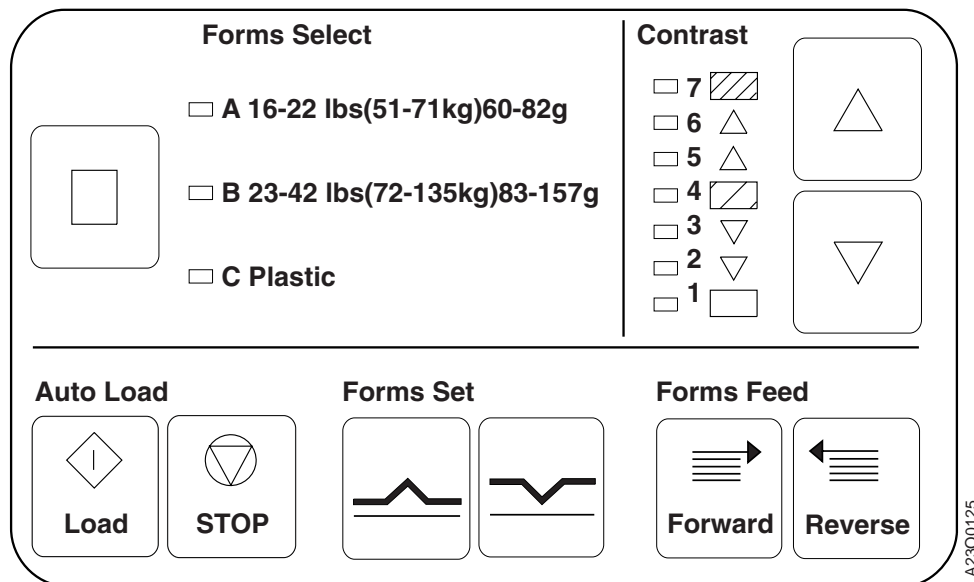 Forms Select
A 16-22 lbs(51-71kg)60-82g
B 23-42 lbs(72-135kg)83-157g
C Plastic
Contrast
7
6
5
4
3
2
1
Auto Load
Load
STOP
Forms Set
Forms Feed
Forward
Reverse
A23O0125